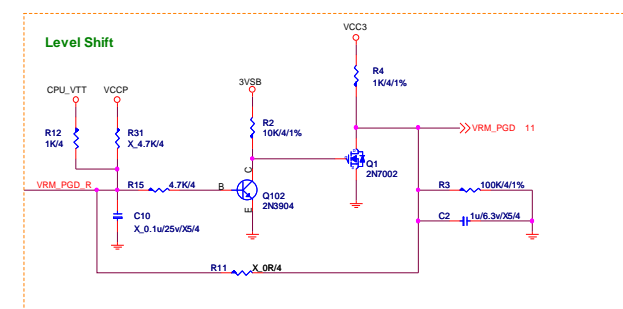 VCC3
Level Shift
R4
1K/4/1%
3VSB
CPU_VTT VCCP
R2
10K/4/1%
VRM_PGD 11
R12
1K/4
R31
X_4.7K/4
Q1
2N7002
C
VRM_PGD_R R15 4.7K/4 B
R3 100K/4/1%
Q102
2N3904
E
C10
X_0.1u/25v/X5/4
C2 1u/6.3v/X5/4
R11 X_0R/4